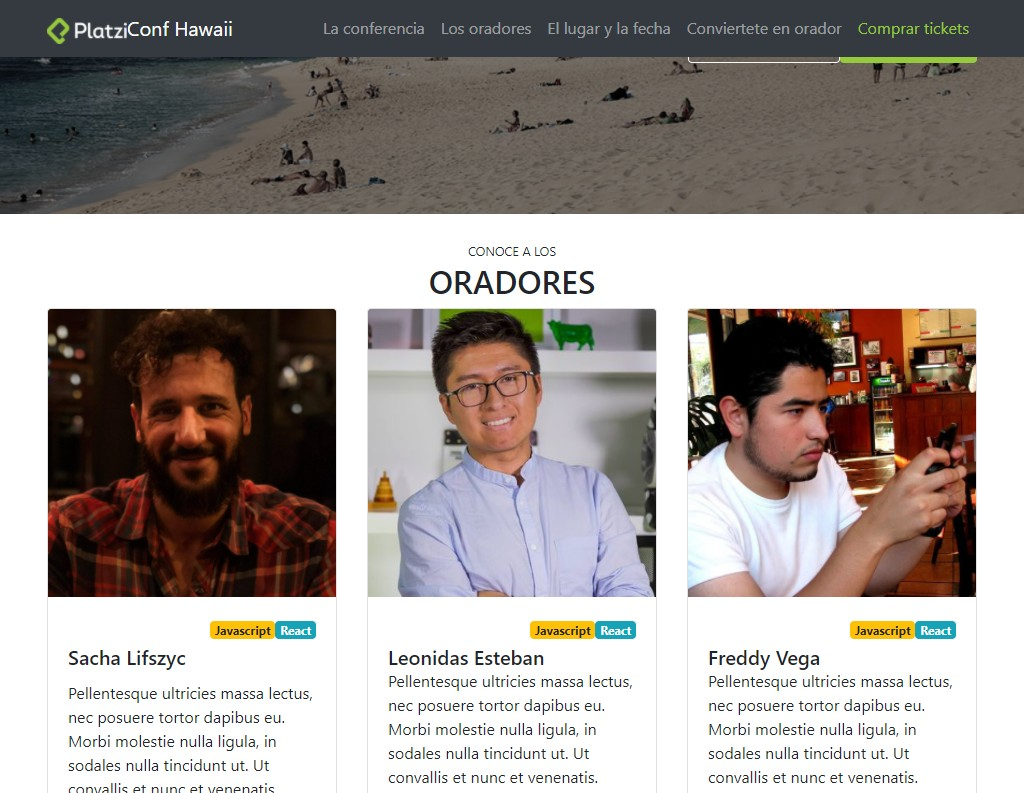 PlatziConf Hawaii La conferencia Los oradores El lugar y la fecha Conviertete en orador Comprar tickets
CONOCE A LOS
ORADORES
Javascript React
Sacha Lifszyc
Pellentesque ultricies massa lectus,
nec posuere tortor dapibus eu.
Morbi molestie nulla ligula, in
sodales nulla tincidunt ut. Ut
convallis et nunc et venenatis.
Javascript React
Leonidas Esteban
Pellentesque ultricies massa lectus,
nec posuere tortor dapibus eu.
Morbi molestie nulla ligula, in
sodales nulla tincidunt ut. Ut
convallis et nunc et venenatis.
Javascript React
Freddy Vega
Pellentesque ultricies massa lectus,
nec posuere tortor dapibus eu.
Morbi molestie nulla ligula, in
sodales nulla tincidunt ut. Ut
convallis et nunc et venenatis.